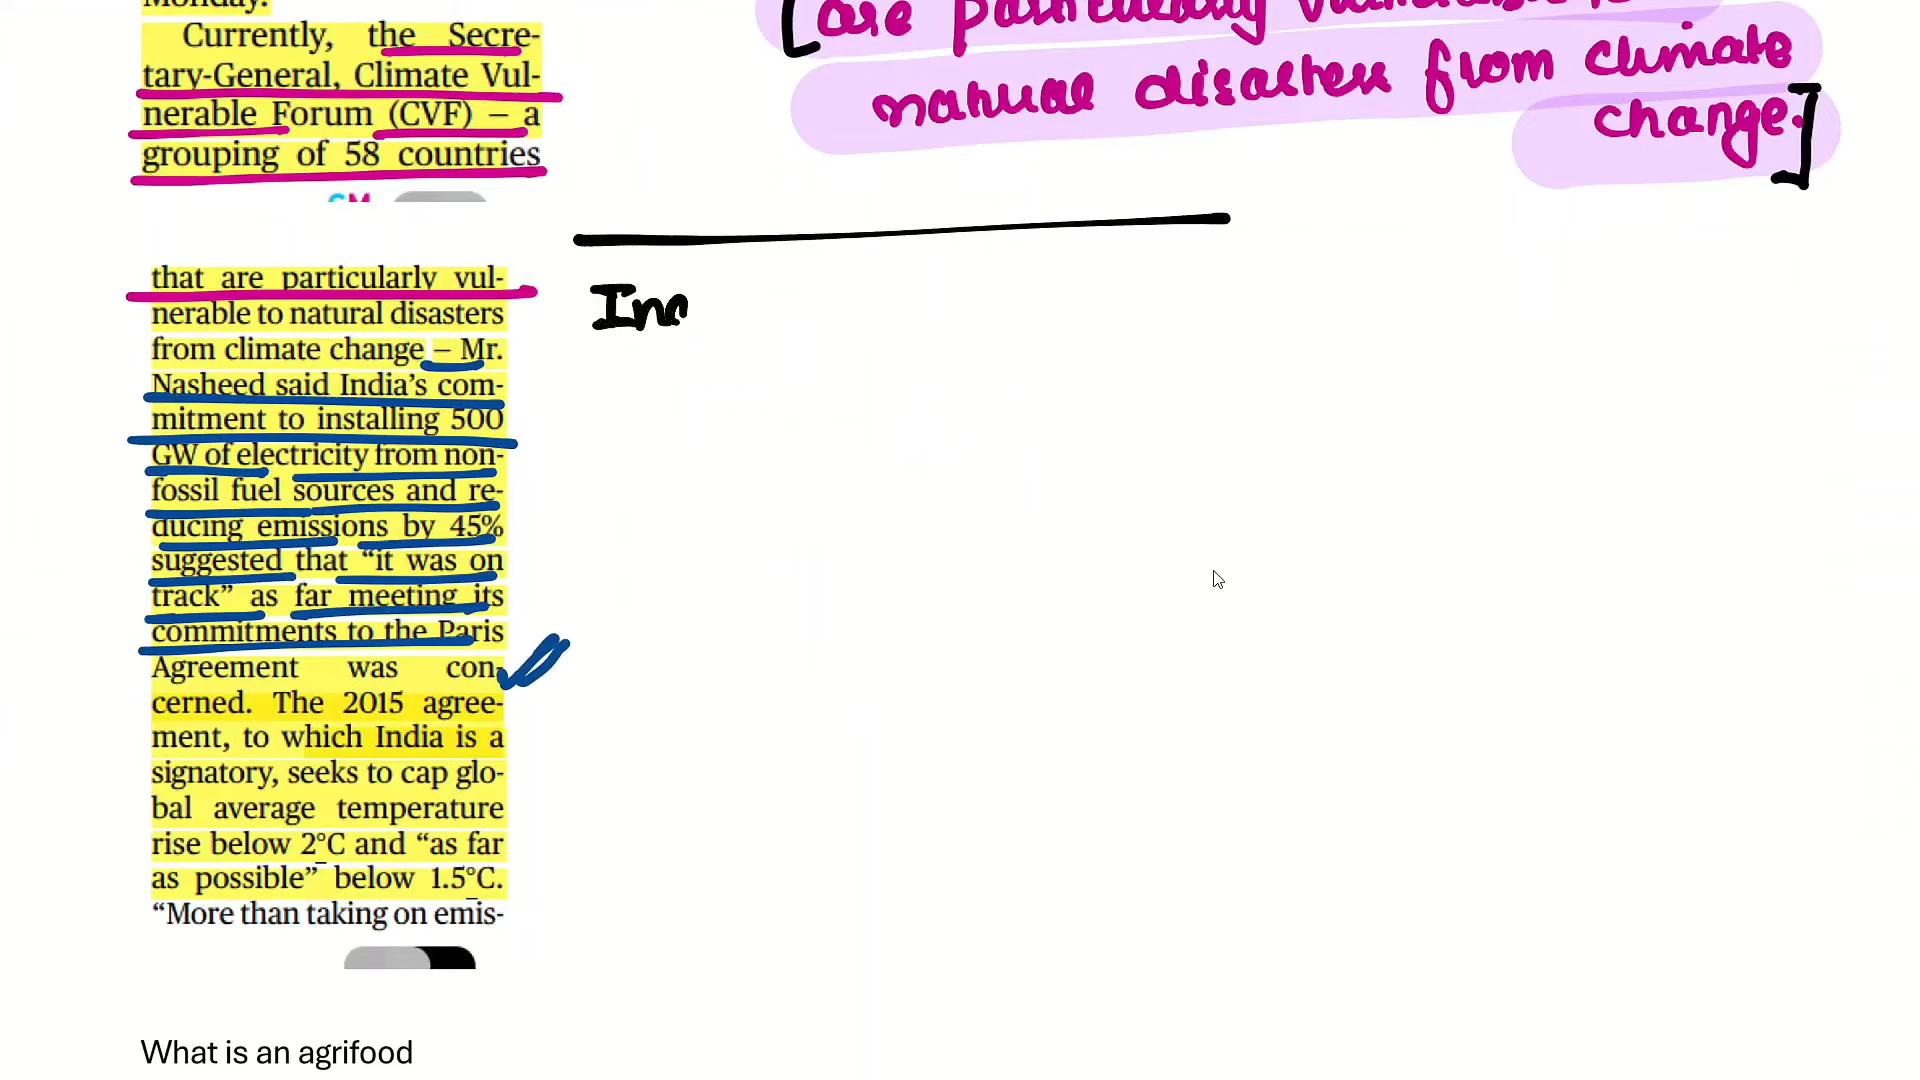 Monday.
Currently, the Secre-
tary-General, Climate Vul-
nerable Forum (CVF) – a
grouping of 58 countries
that are particularly vul-
nerable to natural disasters
from climate change – Mr.
Nasheed said India's com-
mitment to installing 500
GW of electricity from non-
fossil fuel sources and re-
ducing emissions by 45%
suggested that “it was on
track” as far meeting its
commitments to the Paris
Agreement was con-
cerned. The 2015 agree-
ment, to which India is a
signatory, seeks to cap glo-
bal average temperature
rise below 2°C and “as far
as possible” below 1.5°C.
“More than taking on emis-
What is an agrifood
[are particularly
natural disasters from climate
change.]